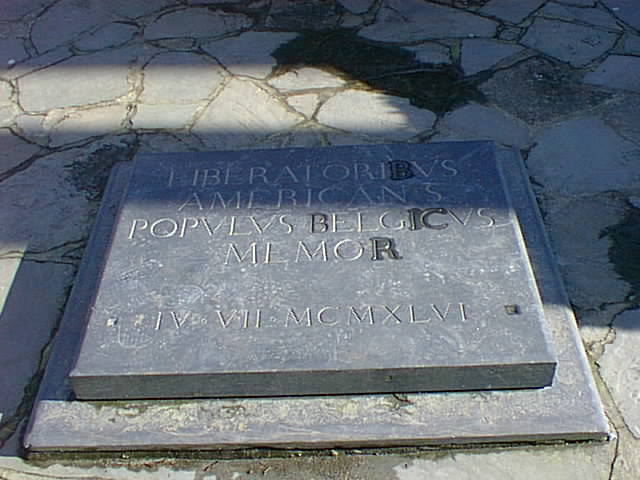 LIBERATORIBVS
AMERICANIS
POPVLVS BELGICVS
MEMOR
IV · VII · MCMXLVI